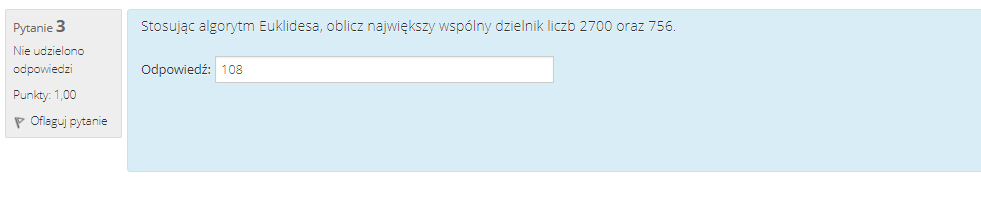 Pytanie 3
Nie udzielono
odpowiedzi
Punkty: 1,00
Oflaguj pytanie
Stosując algorytm Euklidesa, oblicz największy wspólny dzielnik liczb 2700 oraz 756.
Odpowiedź: 108